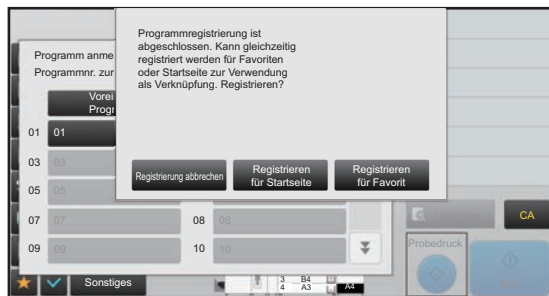 Programmregistrierung ist
abgeschlossen. Kann gleichzeitig
registriert werden für Favoriten
oder Startseite zur Verwendung
als Verknüpfung. Registrieren?
Registrierung abbrechen
Registrieren
für Startseite
Registrieren
für Favorit
Programm anme
Programmnr. zur
Vorei
Progr
01 01
03 03
05 05
07 07 08 08
09 09 10 10
CA
Probedruck
Start
Sonstiges
3 B4
4 A3
A4